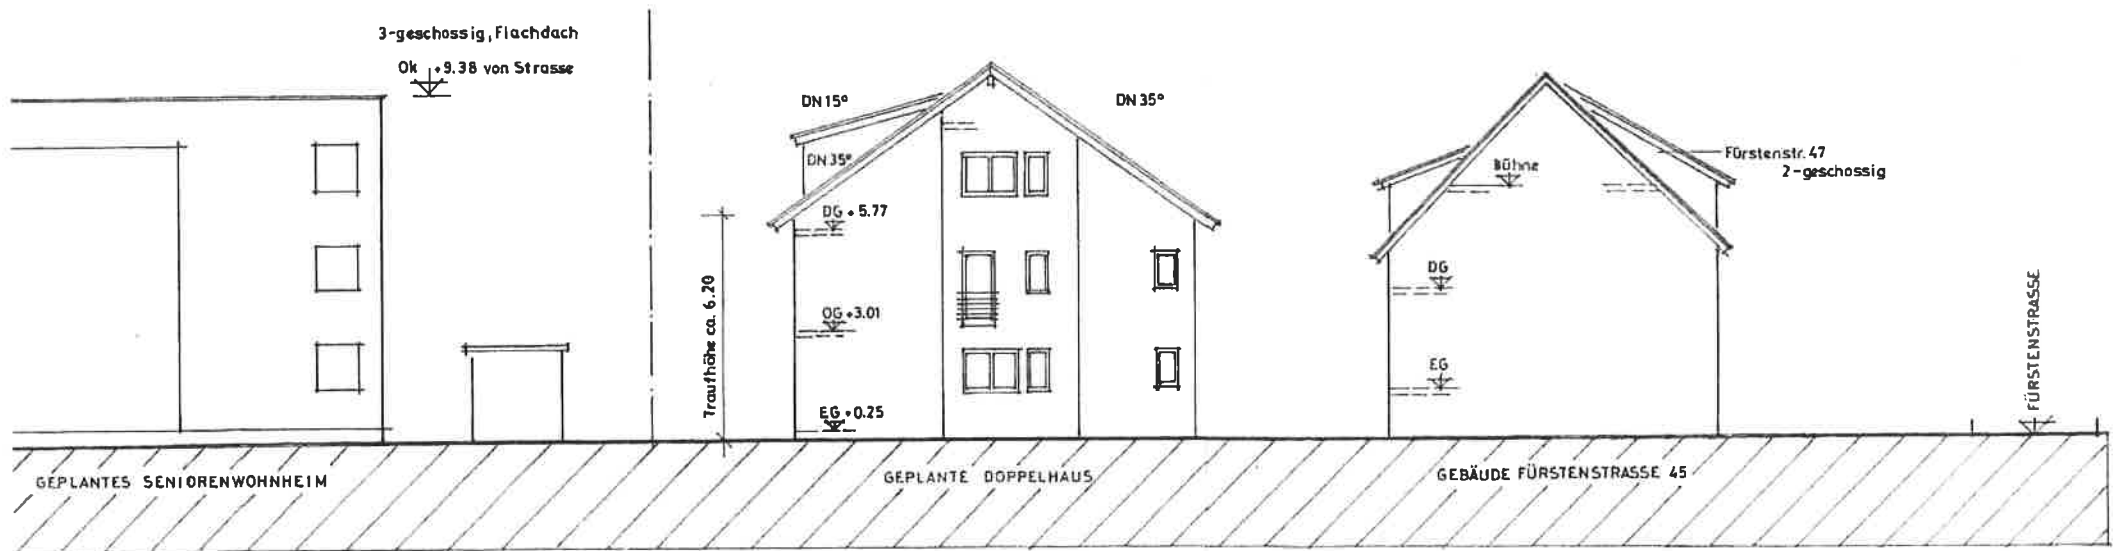 3-geschossig, Flachdach
Ok +9.38 von Strasse
DN 15°
DN 35°
DN 35°
Fürstenstr. 47
2-geschossig
Bühne
DG + 5.77
Traufhöhe ca. 6.20
DG
OG +3.01
EG
EG +0.25
FÜRSTENSTRASSE
GEPLANTES SENIORENWOHNHEIM
GEPLANTE DOPPELHAUS
GEBÄUDE FÜRSTENSTRASSE 45